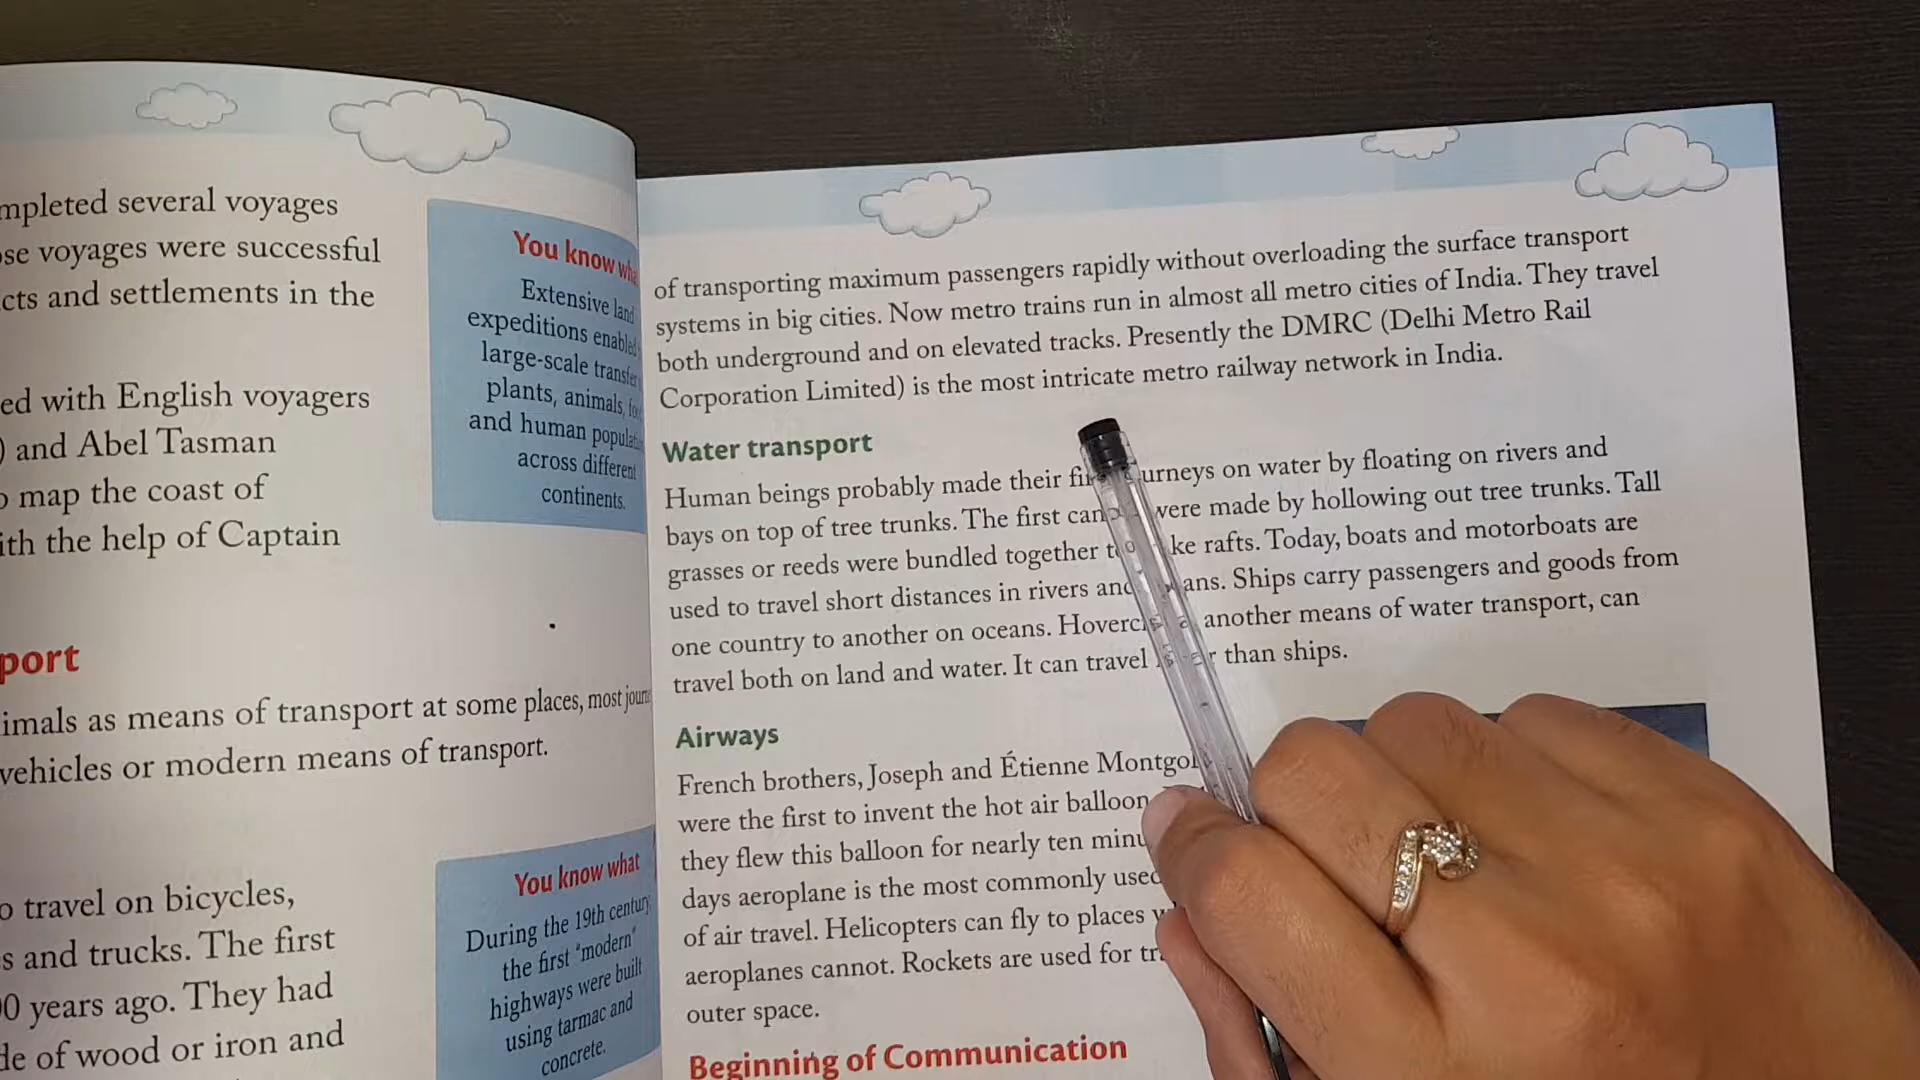 mpleted several voyages
se voyages were successful
cts and settlements in the
ed with English voyagers
) and Abel Tasman
map the coast of
ith the help of Captain
port
imals as means of transport at some places, most
vehicles or modern means of transport.
o travel on bicycles,
s and trucks. The first
0 years ago. They had
de of wood or iron and
You know
Extensive land
expeditions enabled
large-scale
plants, animals,
and human
across different
continents.
You know what
During the 19th century
the first "modern"
highways were built
using tarmac and
concrete.
of transporting maximum passengers rapidly without overloading the surface transport
systems in big cities. Now metro trains run in almost all metro cities of India. They travel
both underground and on elevated tracks. Presently the DMRC (Delhi Metro Rail
Corporation Limited) is the most intricate metro railway network in India.
Water transport
Human beings probably made their on water by floating on rivers and
bays on top of tree trunks. The first were made by hollowing out tree trunks. Tall
grasses or reeds were bundled together rafts. Today, boats and motorboats are
used to travel short distances in rivers and Ships carry passengers and goods from
one country to another on oceans. another means of water transport, can
travel both on land and water. It can travel than ships.
Airways
French brothers, Joseph and Étienne
were the first to invent the hot air balloon
they flew this balloon for nearly ten
days aeroplane is the most commonly used
of air travel. Helicopters can fly to places
aeroplanes cannot. Rockets are used for
outer space.
Beginning of Communication